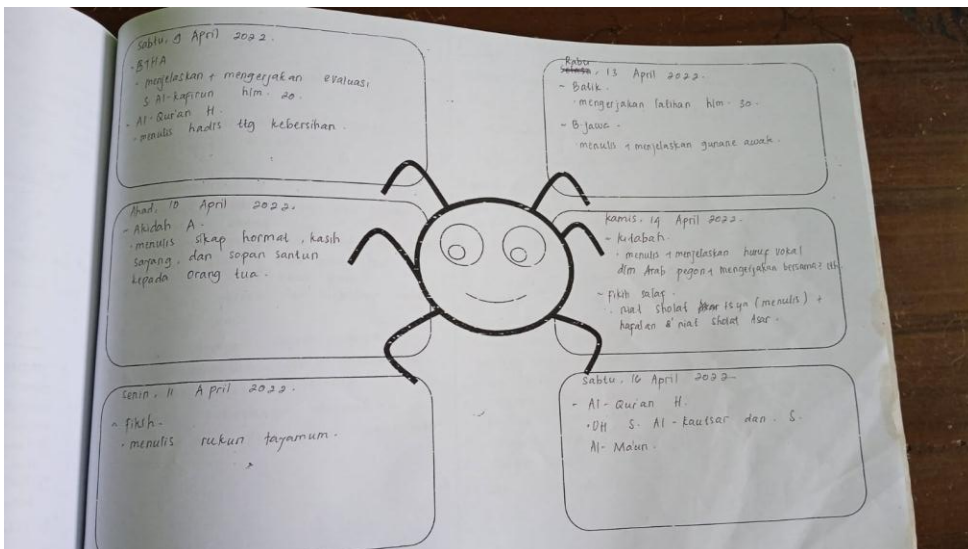 Sabtu, 9 April 2022.
- BTHA
- menjelaskan + mengerjakan evaluasi
S. Al-kafirun hlm. 20.
- Al-Qur'an H.
- menulis hadis ttg kebersihan.
Ahad, 10 April 2022.
- Akidah A.
- menulis sikap hormat, kasih
sayang, dan sopan santun
kepada orang tua.
Senin, 11 April 2022.
- fikih.
- menulis rukun tayamum.
Rabu
Selasa, 13 April 2022.
- Batik.
· mengerjakan latihan hlm. 30.
- B. jawa.
menulis + menjelaskan gunane awak.
kamis, 14 April 2022.
- kitabah.
· menulis + menjelaskan huruf vokal
dlm Arab pegon + mengerjakan bersama2
- fikih salaf.
· niat sholat isya (menulis) +
hapalan niat sholat Asar.
Sabtu, 16 April 2022
- Al-Qur'an H.
· S. Al-kautsar dan S.
Al-Ma'un.